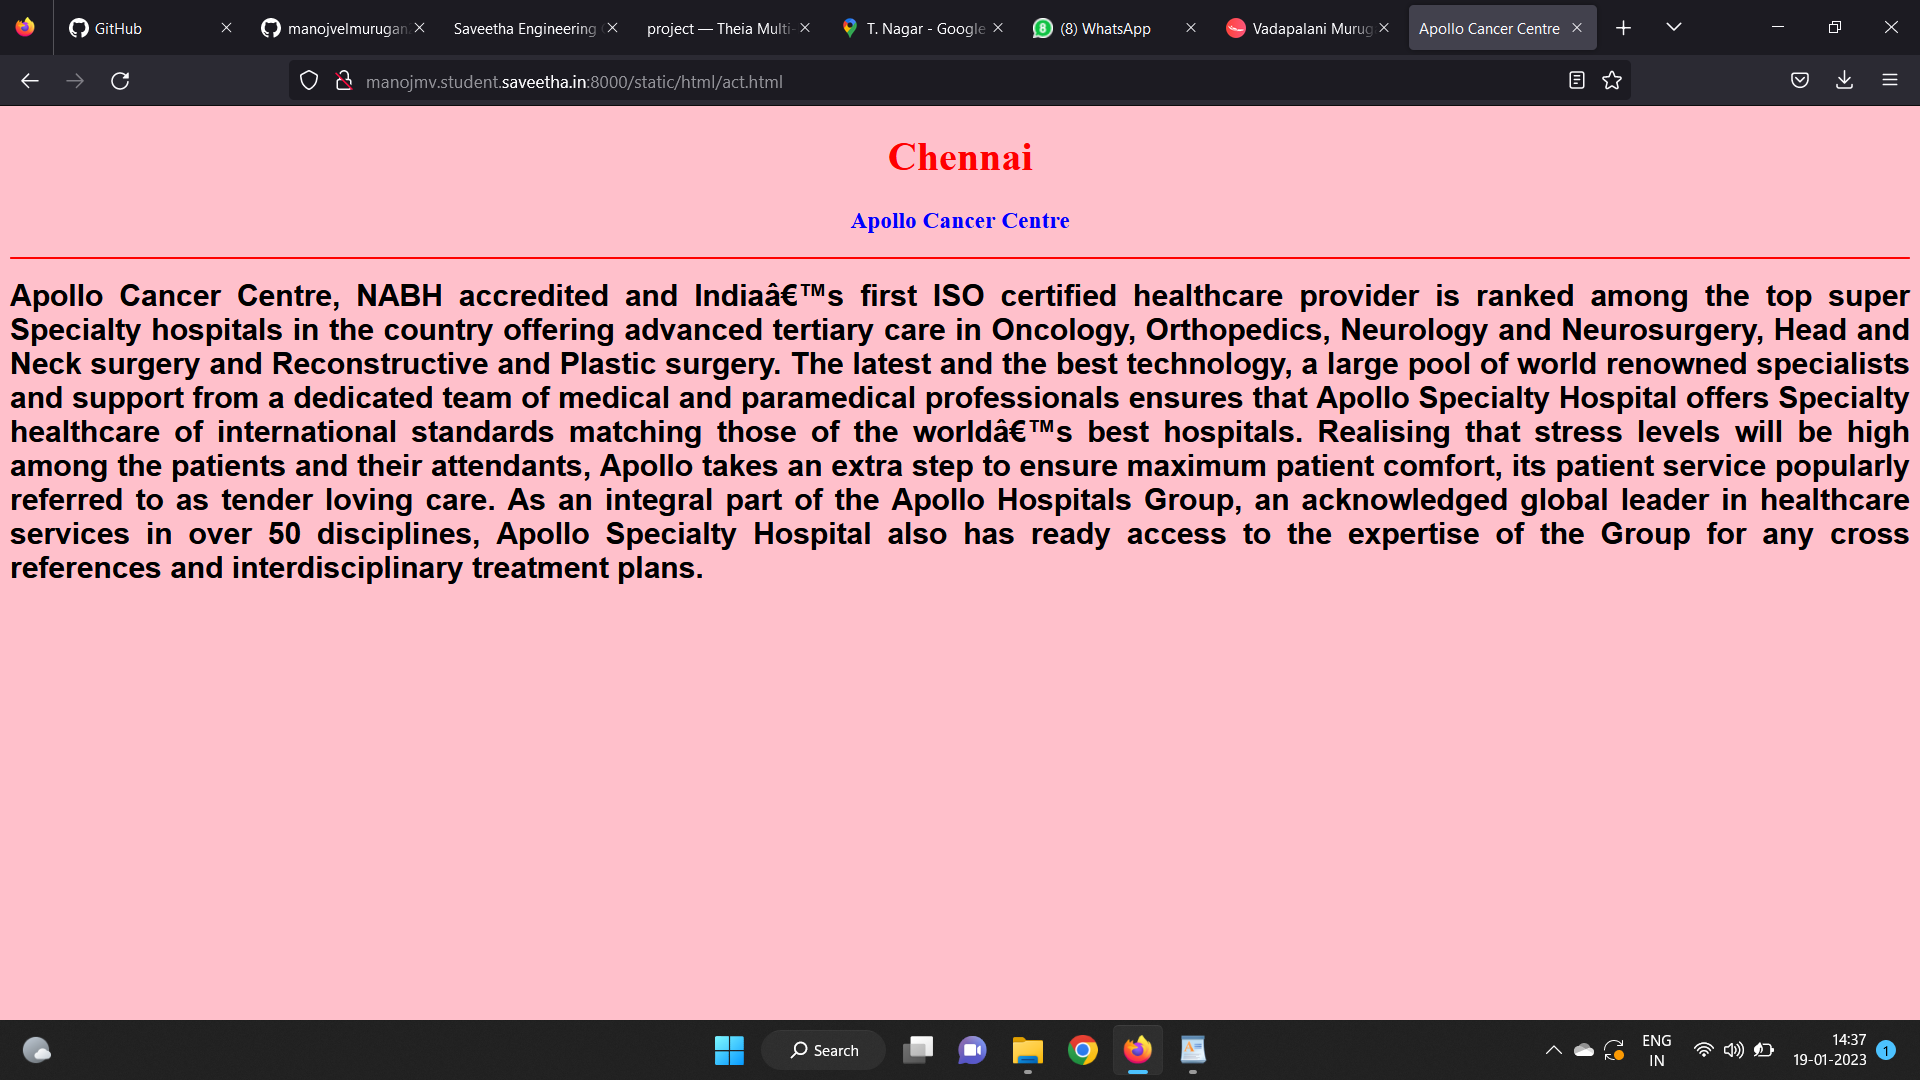 GitHub
manojvelmurugan
Saveetha Engineering
project — Theia Multi-
T. Nagar - Google
(8) WhatsApp
Vadapalani Murug
Apollo Cancer Centre
manojmv.student.saveetha.in:8000/static/html/act.html
Chennai
Apollo Cancer Centre
Apollo Cancer Centre, NABH accredited and Indiaâ€™s first ISO certified healthcare provider is ranked among the top super
Specialty hospitals in the country offering advanced tertiary care in Oncology, Orthopedics, Neurology and Neurosurgery, Head and
Neck surgery and Reconstructive and Plastic surgery. The latest and the best technology, a large pool of world renowned specialists
and support from a dedicated team of medical and paramedical professionals ensures that Apollo Specialty Hospital offers Specialty
healthcare of international standards matching those of the worldâ€™s best hospitals. Realising that stress levels will be high
among the patients and their attendants, Apollo takes an extra step to ensure maximum patient comfort, its patient service popularly
referred to as tender loving care. As an integral part of the Apollo Hospitals Group, an acknowledged global leader in healthcare
services in over 50 disciplines, Apollo Specialty Hospital also has ready access to the expertise of the Group for any cross
references and interdisciplinary treatment plans.
Search
ENG
IN
14:37
19-01-2023
1